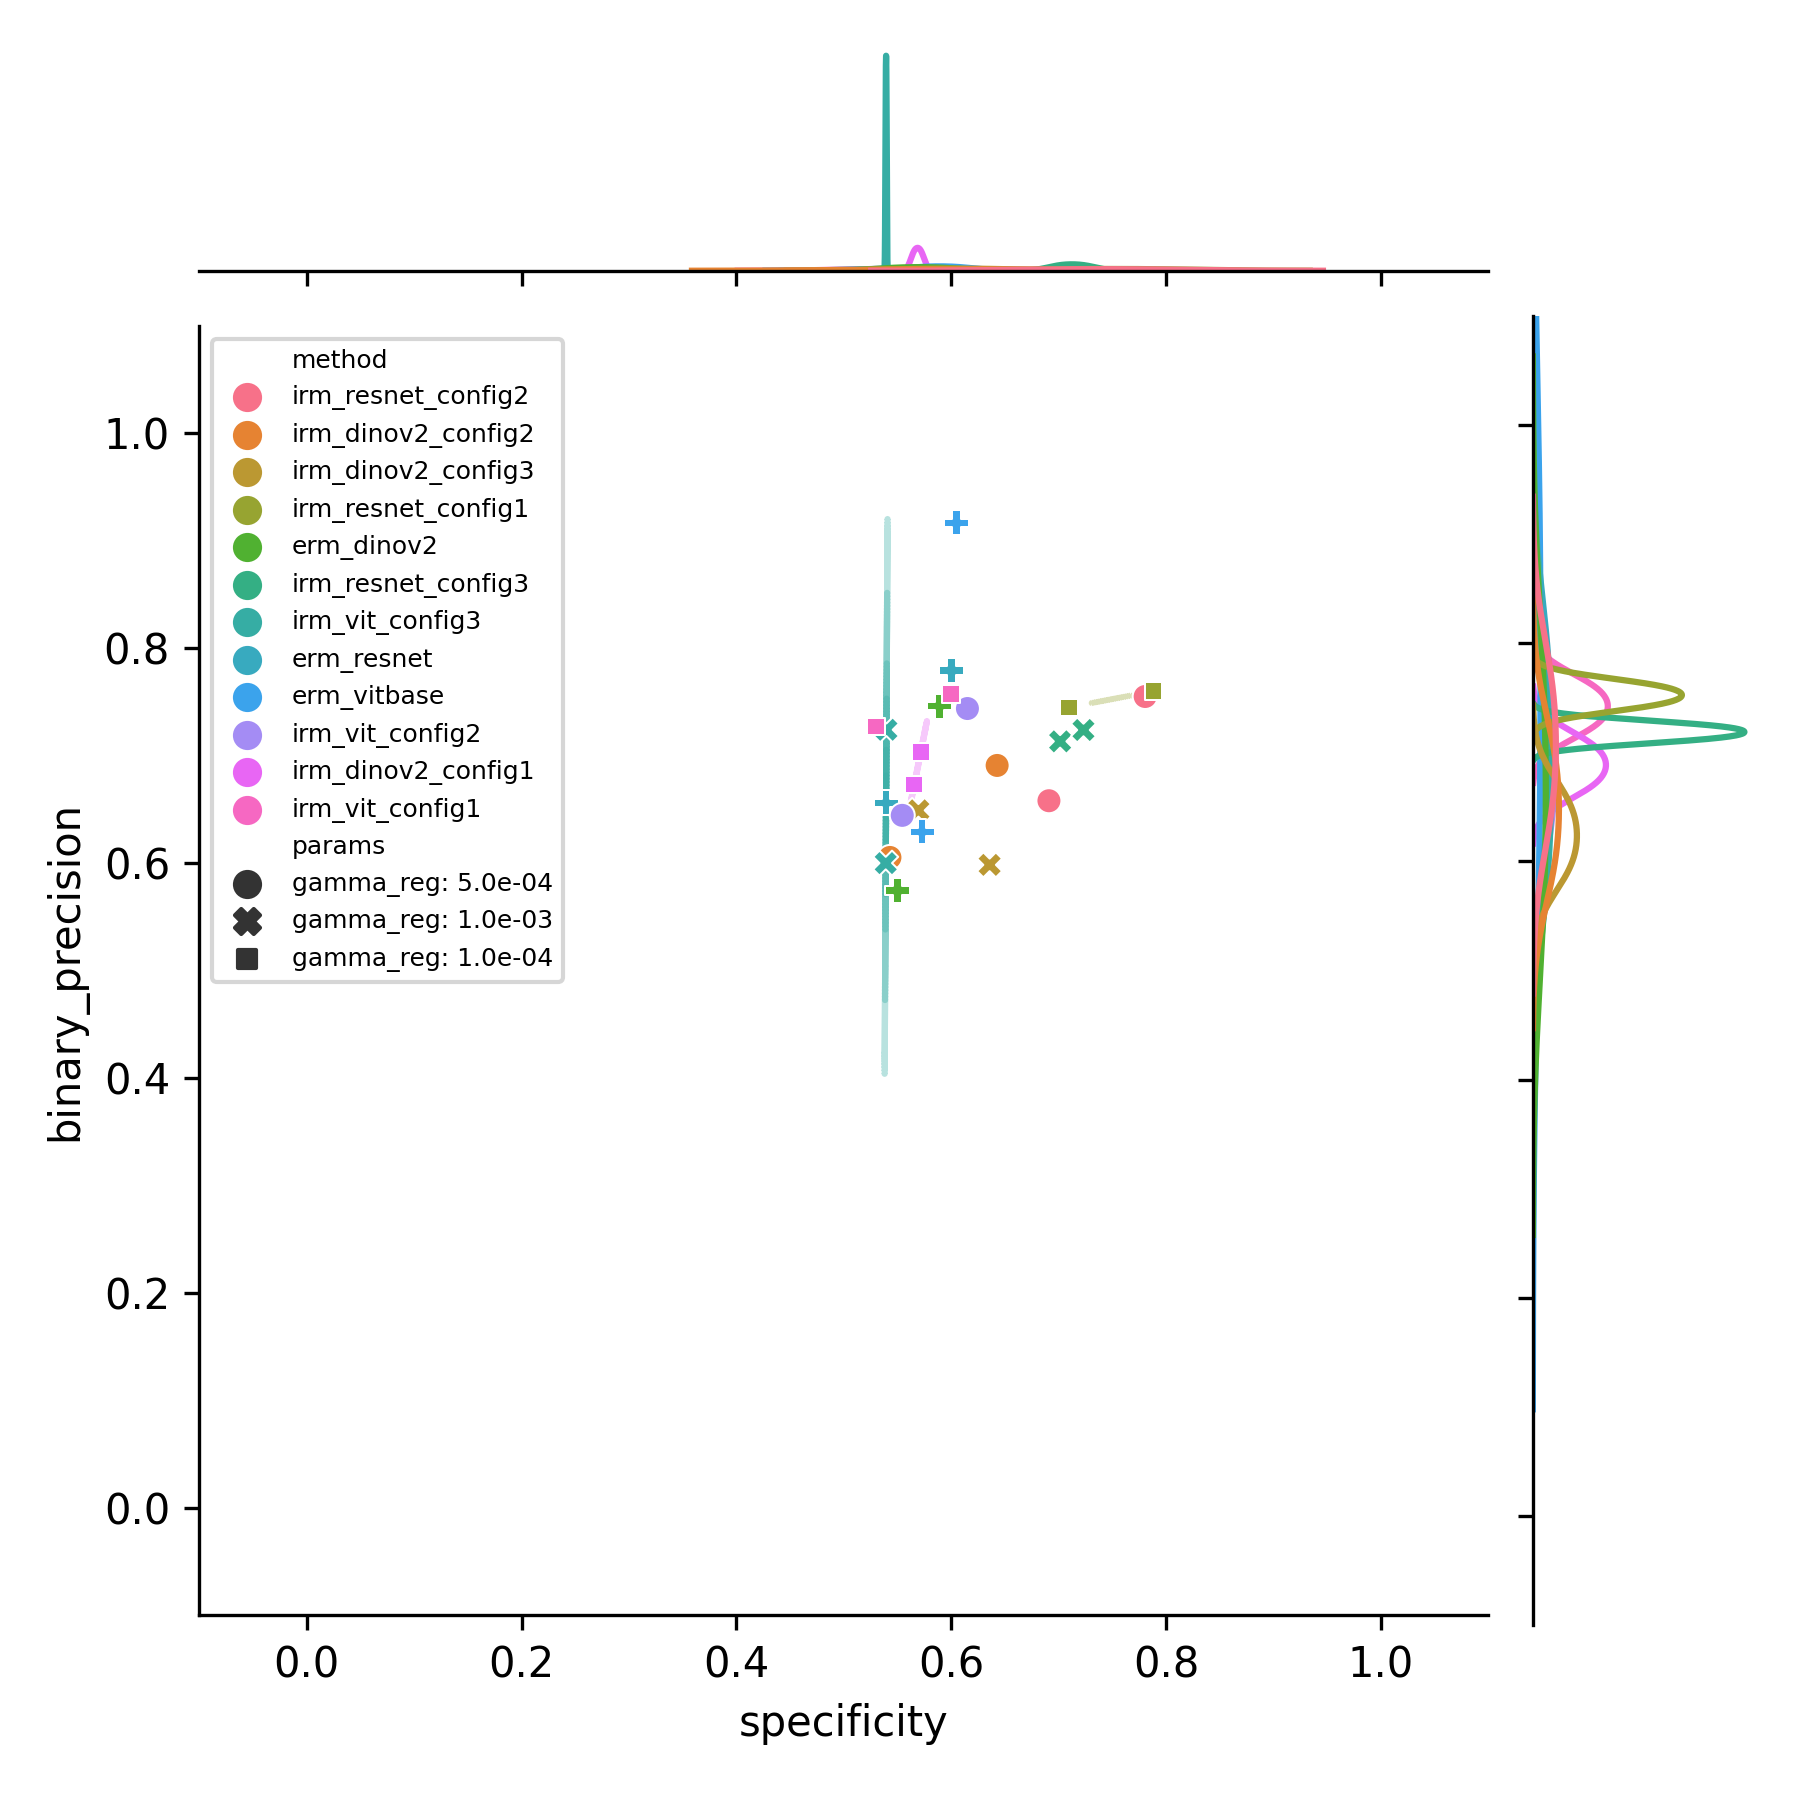 method
irm_resnet_config2
irm_dinov2_config2
irm_dinov2_config3
irm_resnet_config1
erm_dinov2
irm_resnet_config3
irm_vit_config3
erm_resnet
erm_vitbase
irm_vit_config2
irm_dinov2_config1
irm_vit_config1
params
gamma_reg: 5.0e-04
gamma_reg: 1.0e-03
gamma_reg: 1.0e-04
binary_precision
1.0
0.8
0.6
0.4
0.2
0.0
0.0 0.2 0.4 0.6 0.8 1.0
specificity